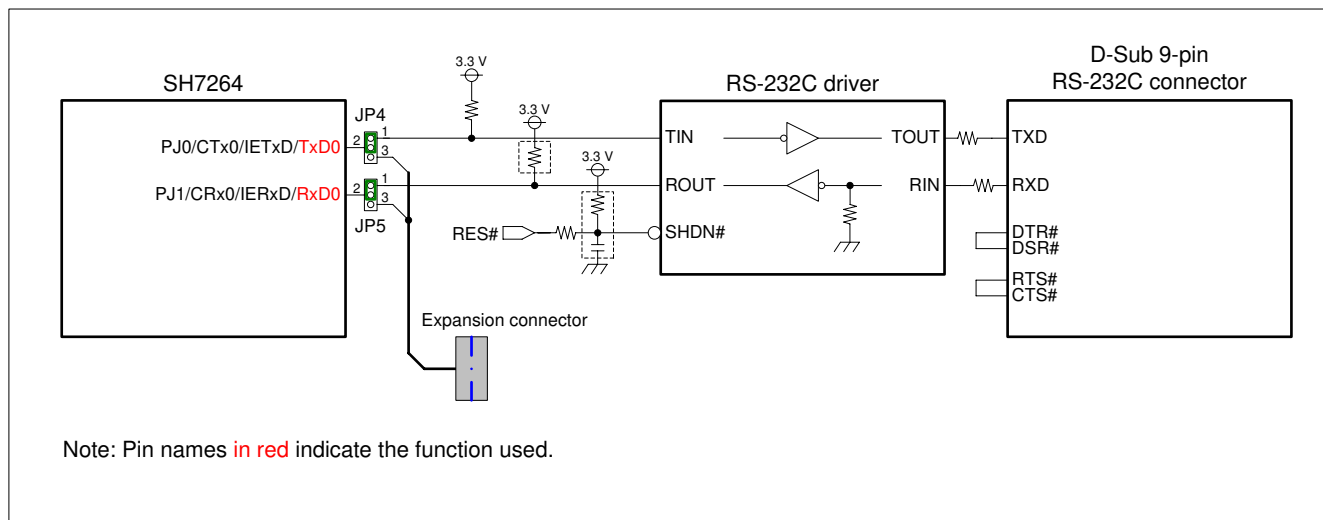 SH7264
RS-232C driver
D-Sub 9-pin
RS-232C connector
3.3 V
3.3 V
3.3 V
JP4
1
2
3
PJ0/CTx0/IETxD/TxD0
PJ1/CRx0/IERxD/RxD0
1
2
3
JP5
TIN
TOUT
TXD
ROUT
RIN
RXD
RES#
SHDN#
DTR#
DSR#
RTS#
CTS#
Expansion connector
Note: Pin names in red indicate the function used.